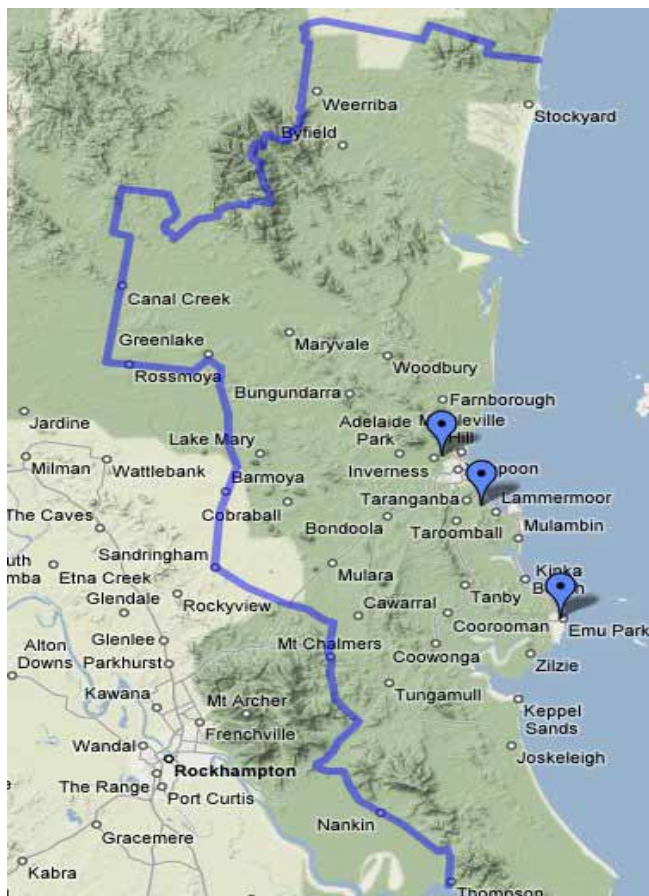 Weerriba
Stockyard
Byfield
Canal Creek
Greenlake
Maryvale
Rossmoya
Woodbury
Bungundarra
Farnborough
Jardine
Adelaide
Park
Hill
Lake Mary
Milman
Wattlebank
Inverness
Barmoya
Taranganba
Lammermoor
The Caves
Cobraball
Bondoola
Taroomball
Mulambin
Sandringham
Etna Creek
Mulara
Kinka
Rockyview
Tanby
Glendale
Cawarral
Coorooman
Emu Park
Alton
Downs
Glenlee
Mt Chalmers
Parkhurst
Coowonga
Zilzie
Tungamull
Kawana
Mt Archer
Keppel
Sands
Frenchville
Wandal
Joskeleigh
Rockhampton
The Range
Port Curtis
Nankin
Gracemere
Kabra
Thompson